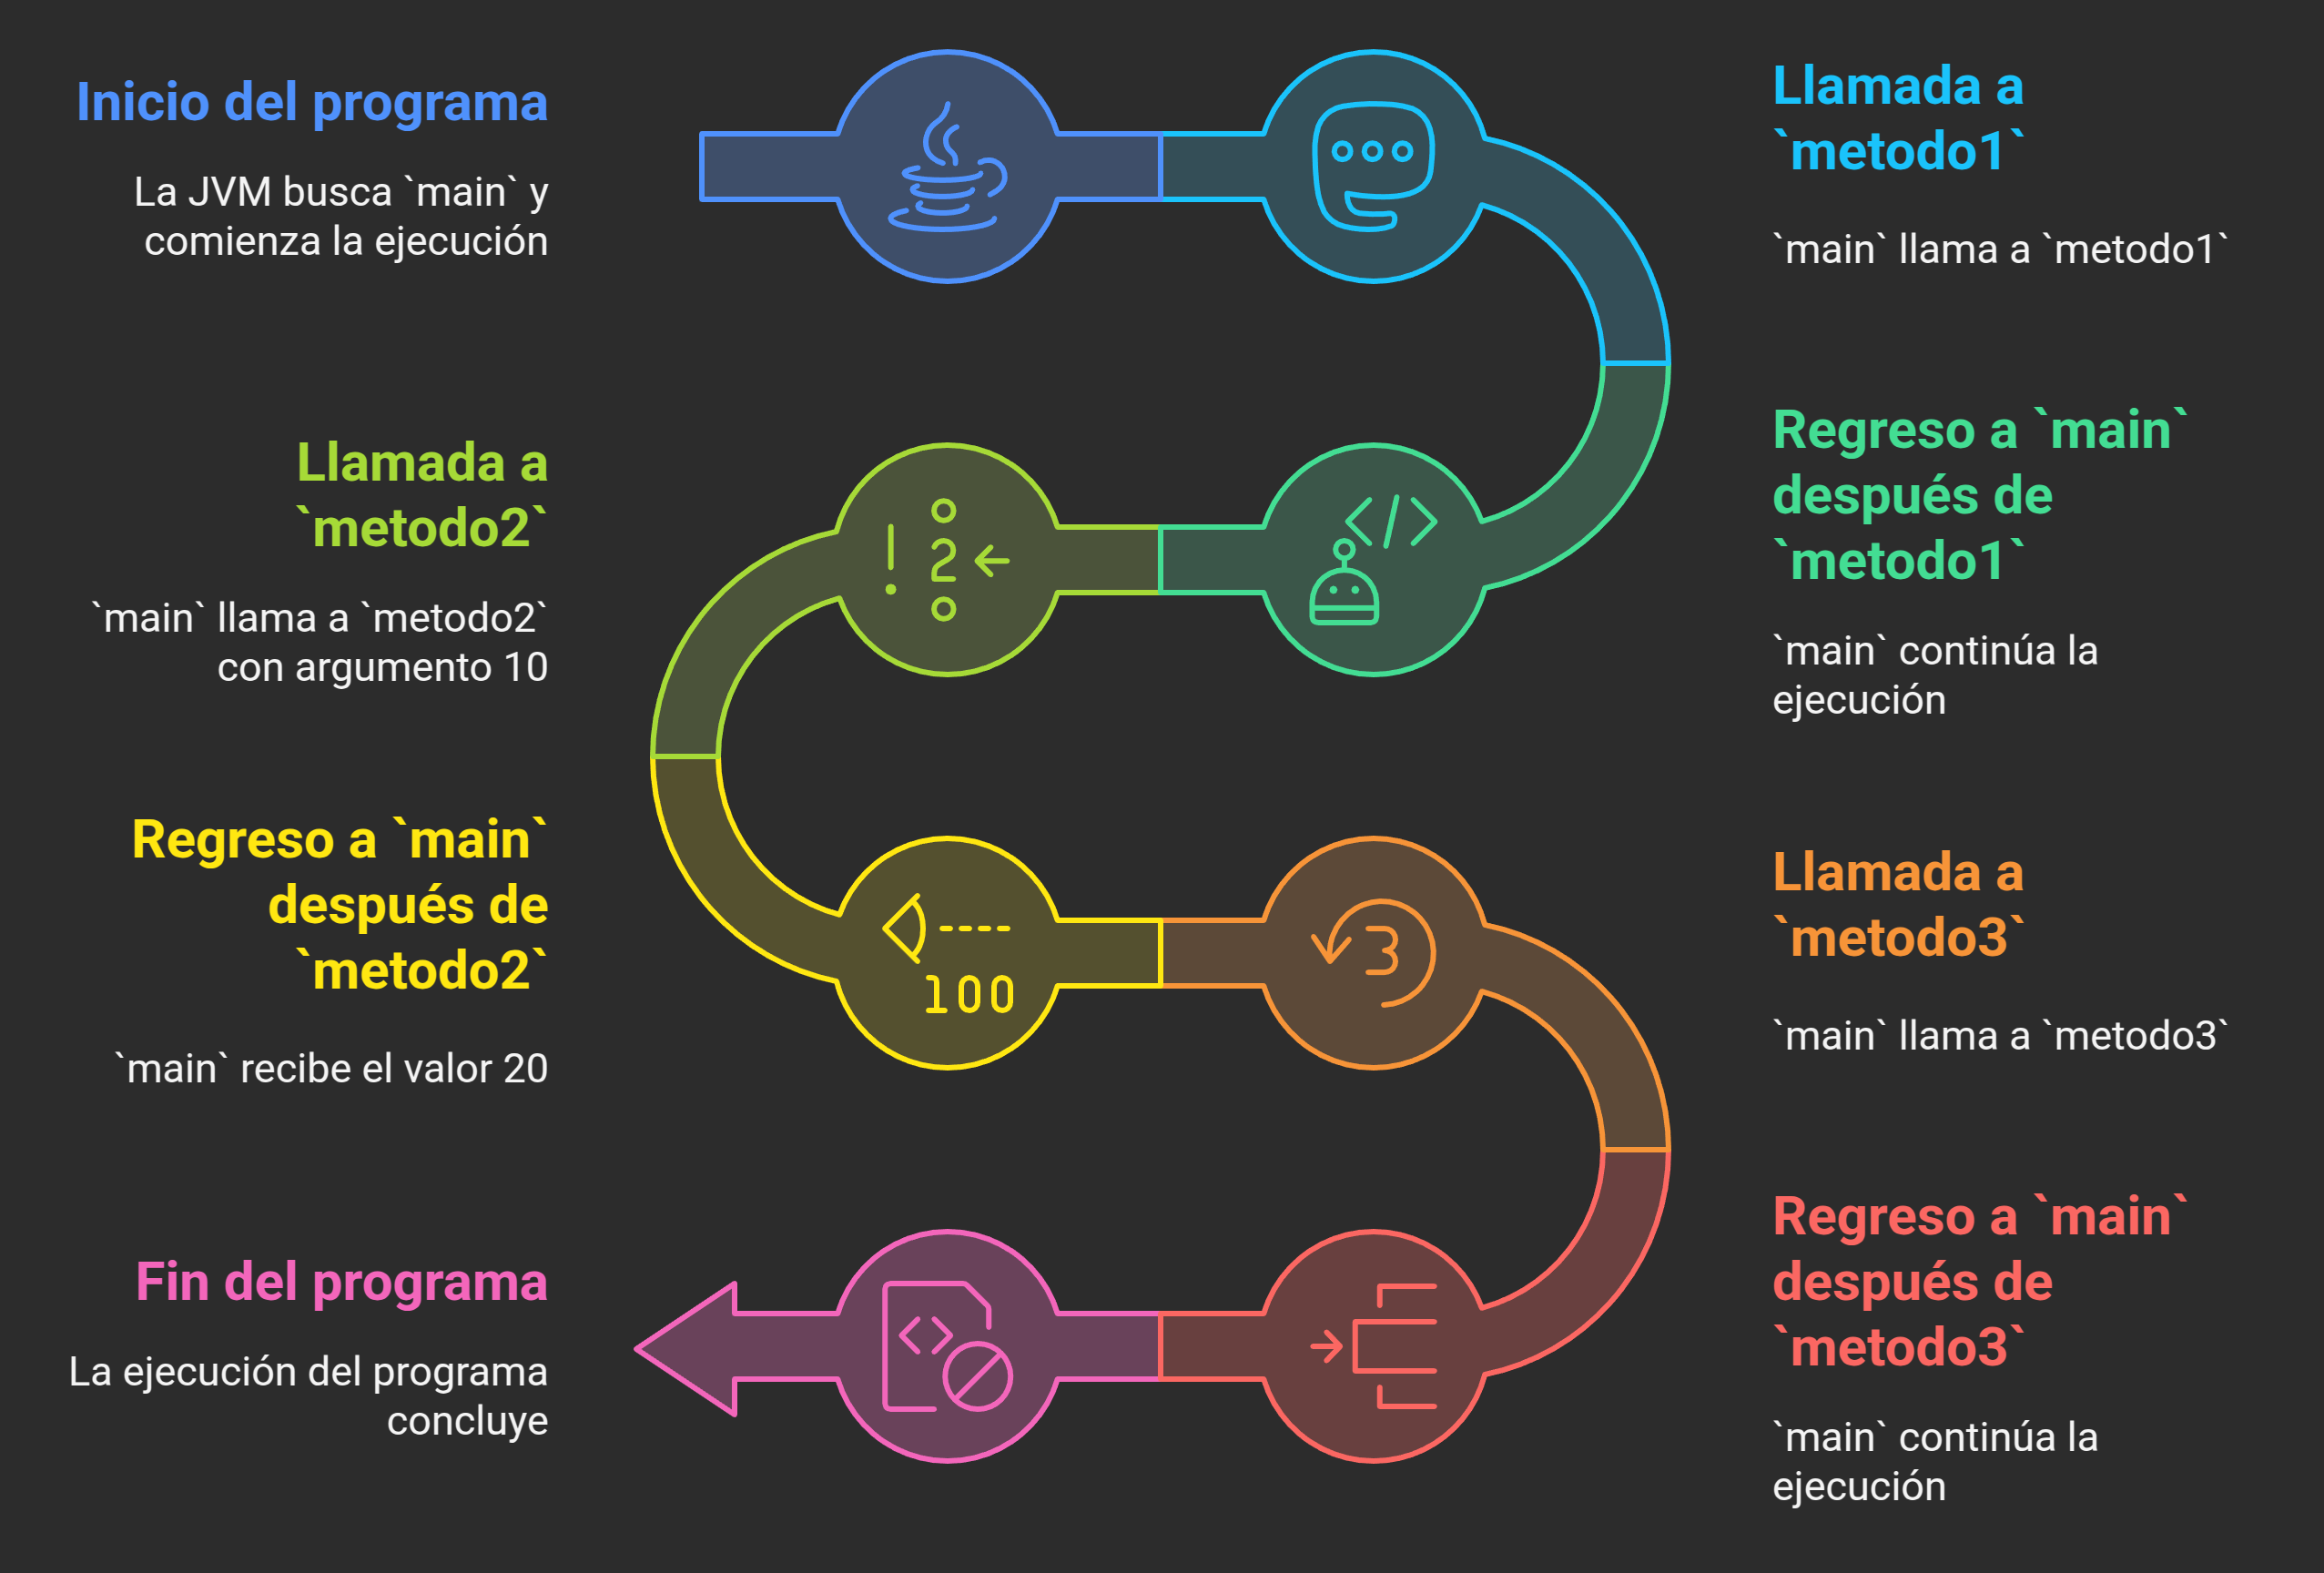 Inicio del programa
La JVM busca `main` y
comienza la ejecución
Llamada a
`metodo1`
`main` llama a `metodo1`
Regreso a `main`
después de
`metodo1`
`main` continúa la
ejecución
Llamada a
`metodo2`
`main` llama a `metodo2`
con argumento 10
2
Regreso a `main`
después de
`metodo2`
`main` recibe el valor 20
100
Llamada a
`metodo3`
`main` llama a `metodo3`
3
Regreso a `main`
después de
`metodo3`
`main` continúa la
ejecución
Fin del programa
La ejecución del programa
concluye